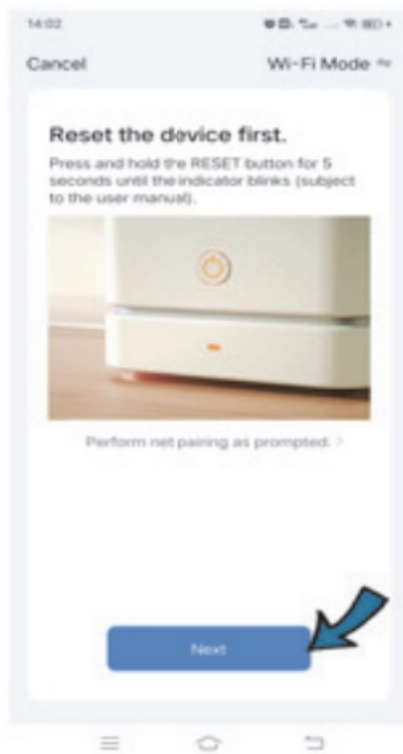 14:02
Cancel
Wi-Fi Mode
Reset the device first.
Press and hold the RESET button for 5
seconds until the indicator blinks (subject
to the user manual).
Perform net pairing as prompted. >
Next